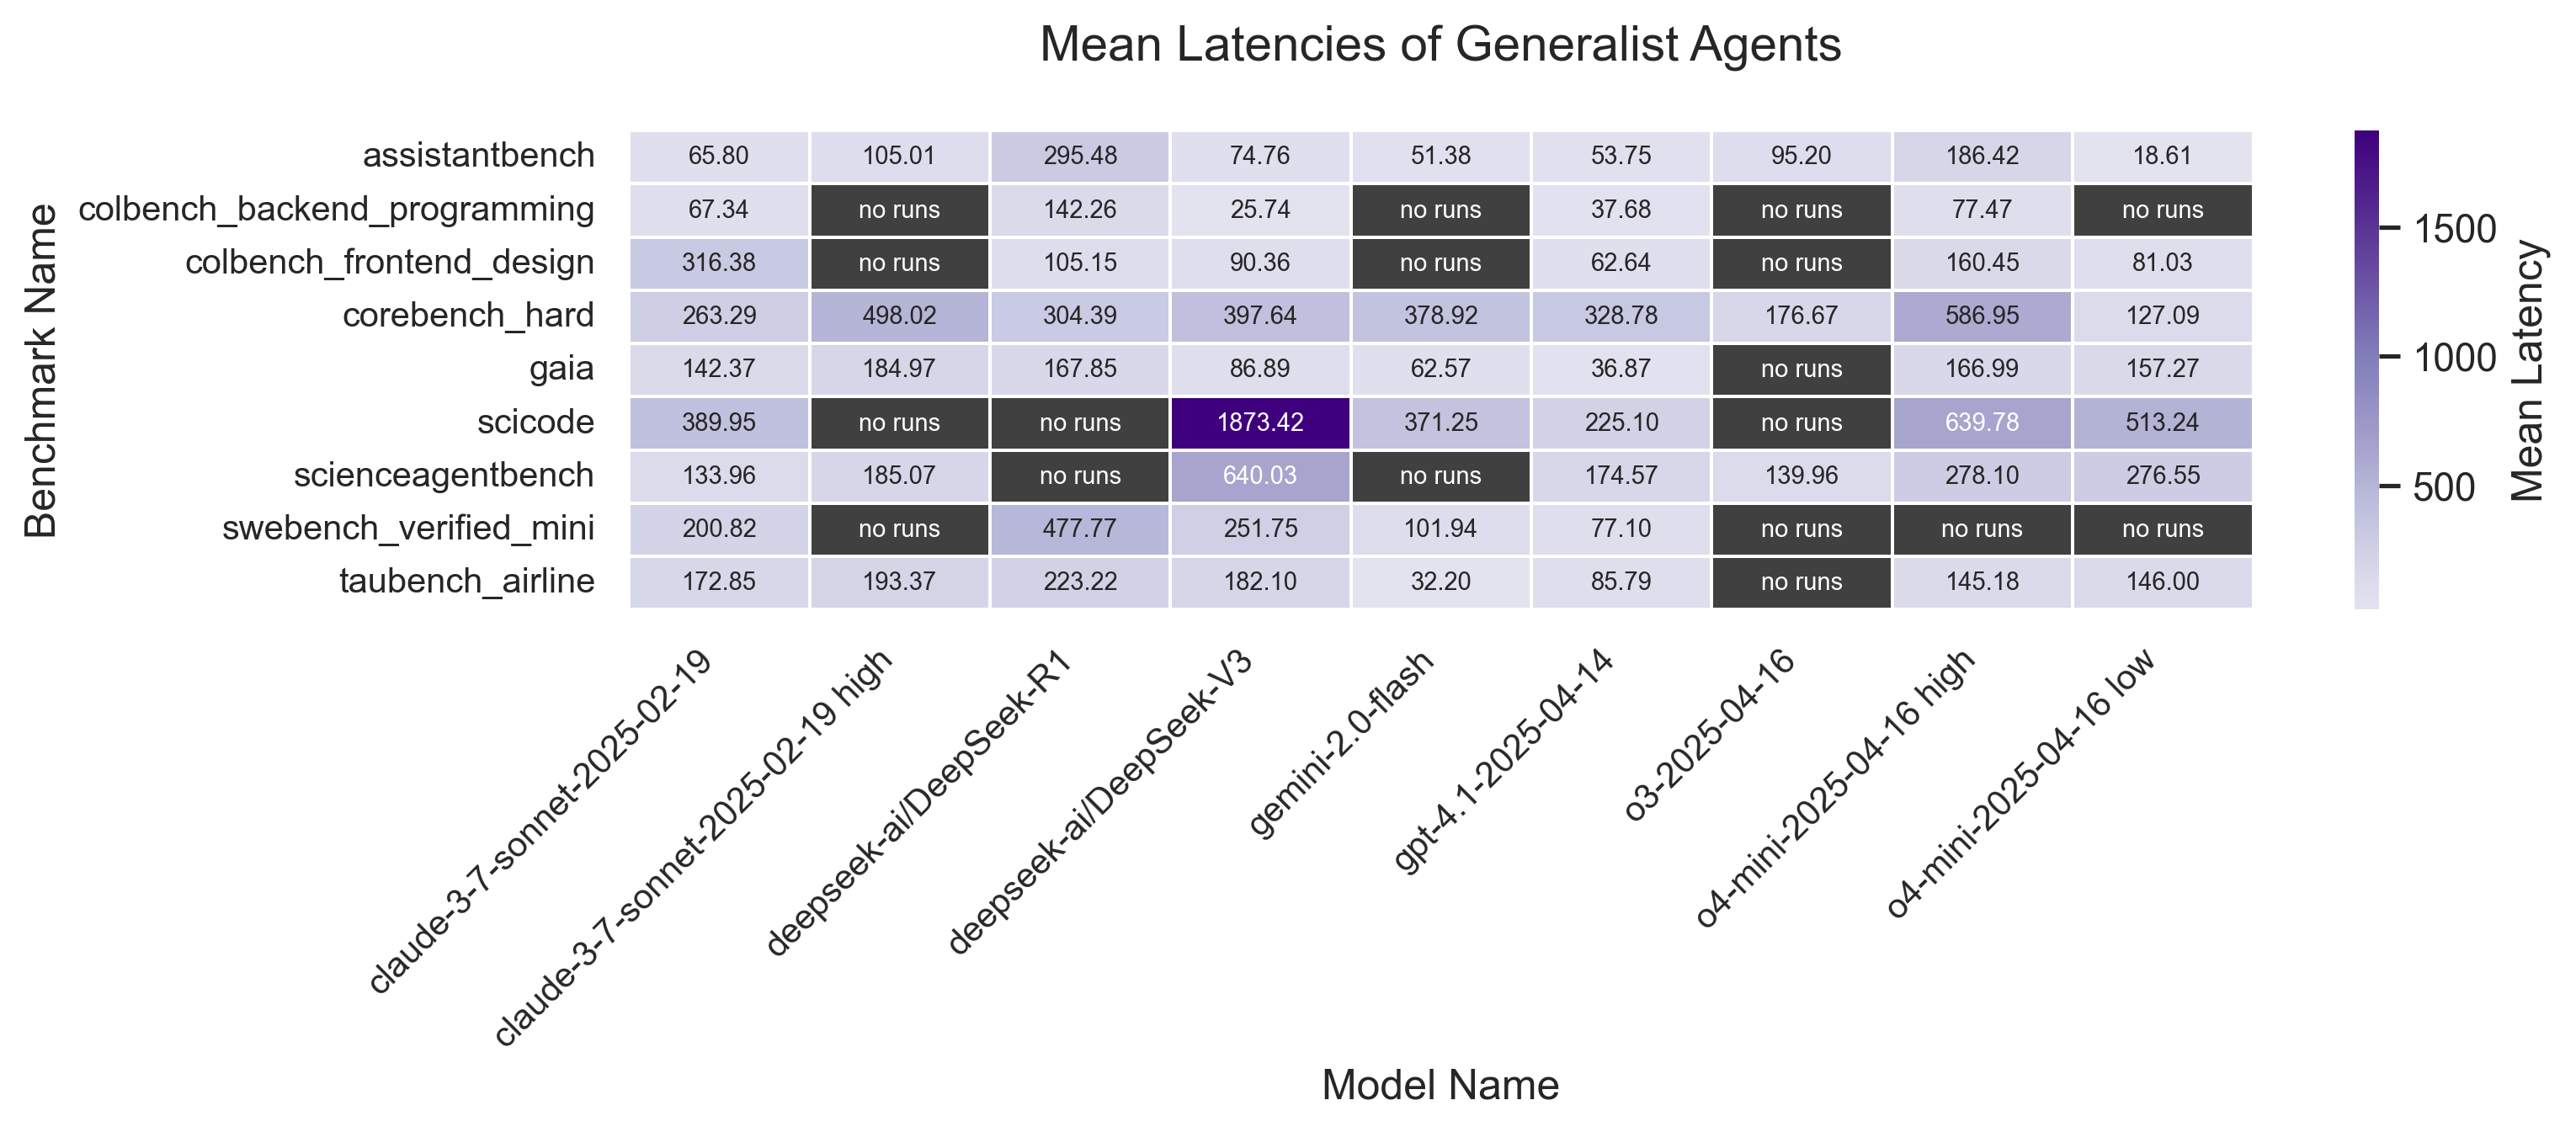 Mean Latencies of Generalist Agents
Benchmark Name
assistantbench 65.80 105.01 295.48 74.76 51.38 53.75 95.20 186.42 18.61
colbench_backend_programming 67.34 no runs 142.26 25.74 no runs 37.68 no runs 77.47 no runs
colbench_frontend_design 316.38 no runs 105.15 90.36 no runs 62.64 no runs 160.45 81.03
corebench_hard 263.29 498.02 304.39 397.64 378.92 328.78 176.67 586.95 127.09
gaia 142.37 184.97 167.85 86.89 62.57 36.87 no runs 166.99 157.27
scicode 389.95 no runs no runs 1873.42 371.25 225.10 no runs 639.78 513.24
scienceagentbench 133.96 185.07 no runs 640.03 no runs 174.57 139.96 278.10 276.55
swebench_verified_mini 200.82 no runs 477.77 251.75 101.94 77.10 no runs no runs no runs
taubench_airline 172.85 193.37 223.22 182.10 32.20 85.79 no runs 145.18 146.00
claude-3-7-sonnet-2025-02-19
claude-3-7-sonnet-2025-02-19 high
deepseek-ai/DeepSeek-R1
deepseek-ai/DeepSeek-V3
gemini-2.0-flash
gpt-4.1-2025-04-14
o3-2025-04-16
o4-mini-2025-04-16 high
o4-mini-2025-04-16 low
Model Name
1500
1000
500
Mean Latency